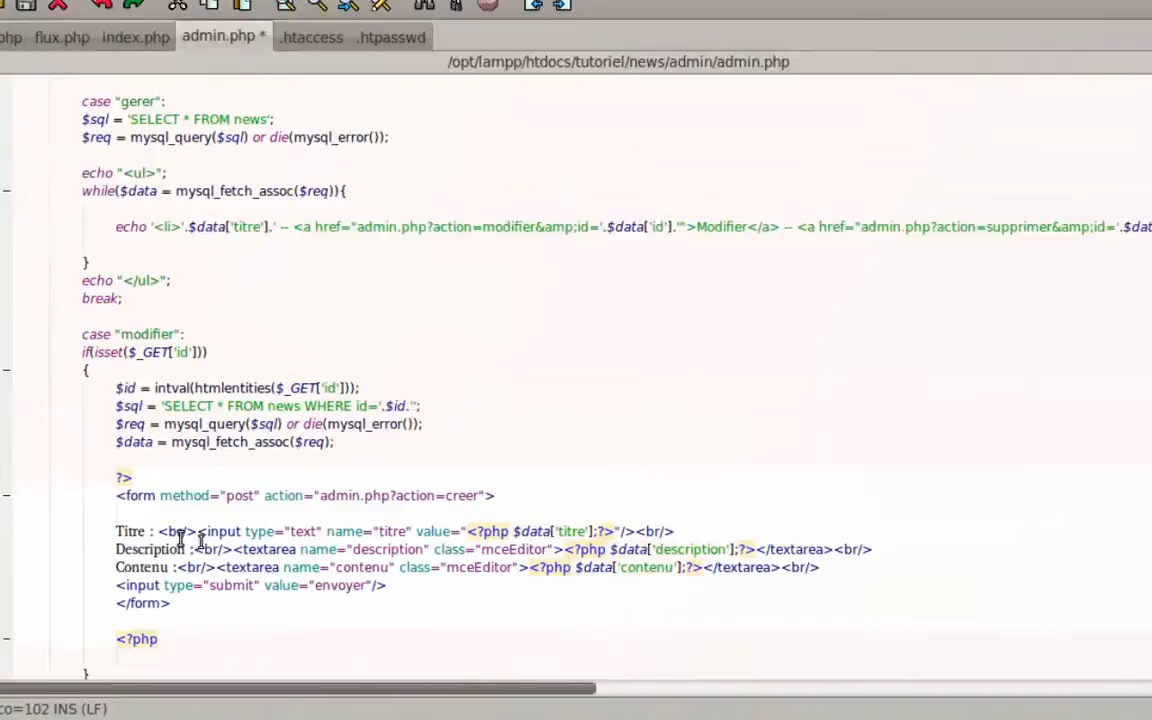 php flux.php index.php admin.php * .htaccess .htpasswd
/opt/lampp/htdocs/tutoriel/news/admin/admin.php
case "gerer":
$sql = 'SELECT * FROM news';
$req = mysql_query($sql) or die(mysql_error());
echo "<ul>";
while($data = mysql_fetch_assoc($req)){
echo '<li>'.$data['titre'].' -- <a href="admin.php?action=modifier&amp;id='.$data['id'].'">Modifier</a> -- <a href="admin.php?action=supprimer&amp;id='.$dat
}
echo "</ul>";
break;
case "modifier":
if(isset($_GET['id']))
{
$id = intval(htmlentities($_GET['id']));
$sql = 'SELECT * FROM news WHERE id='.$id.'';
$req = mysql_query($sql) or die(mysql_error());
$data = mysql_fetch_assoc($req);
?>
<form method="post" action="admin.php?action=creer">
Titre : <br/><input type="text" name="titre" value="<?php $data['titre'];?>"/><br/>
Description :<br/><textarea name="description" class="mceEditor"><?php $data['description'];?></textarea><br/>
Contenu :<br/><textarea name="contenu" class="mceEditor"><?php $data['contenu'];?></textarea><br/>
<input type="submit" value="envoyer"/>
</form>
<?php
}
co=102 INS (LF)